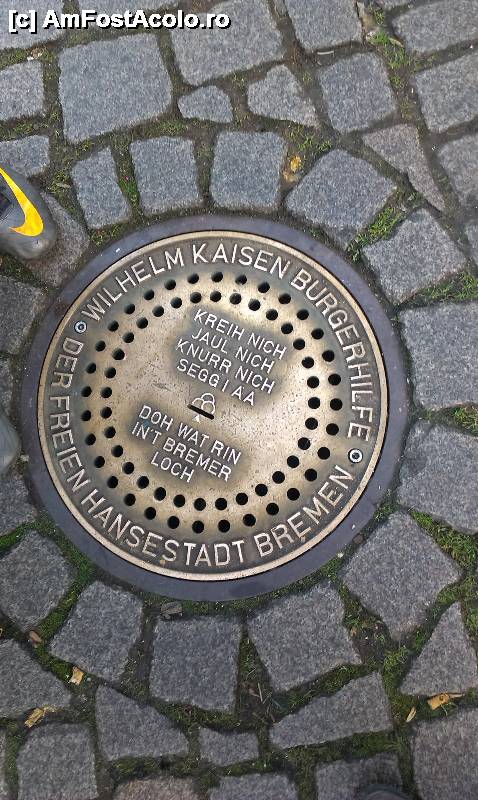 [c] AmFostAcolo.ro
WILHELM KAISEN BÜRGERHILFE
KREIH NICH
JAUL NICH
KNURR NICH
SEGG I AA
DOH WAT RIN
IN'T BREMER
LOCH
DER FREIEN HANSESTADT BREMEN